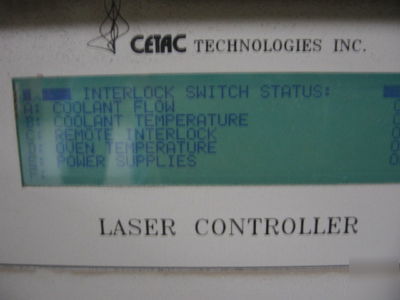 CETAC TECHNOLOGIES INC.
INTERLOCK SWITCH STATUS:
A: COOLANT FLOW
B: COOLANT TEMPERATURE
C: REMOTE INTERLOCK
D: OVEN TEMPERATURE
E: POWER SUPPLIES
LASER CONTROLLER